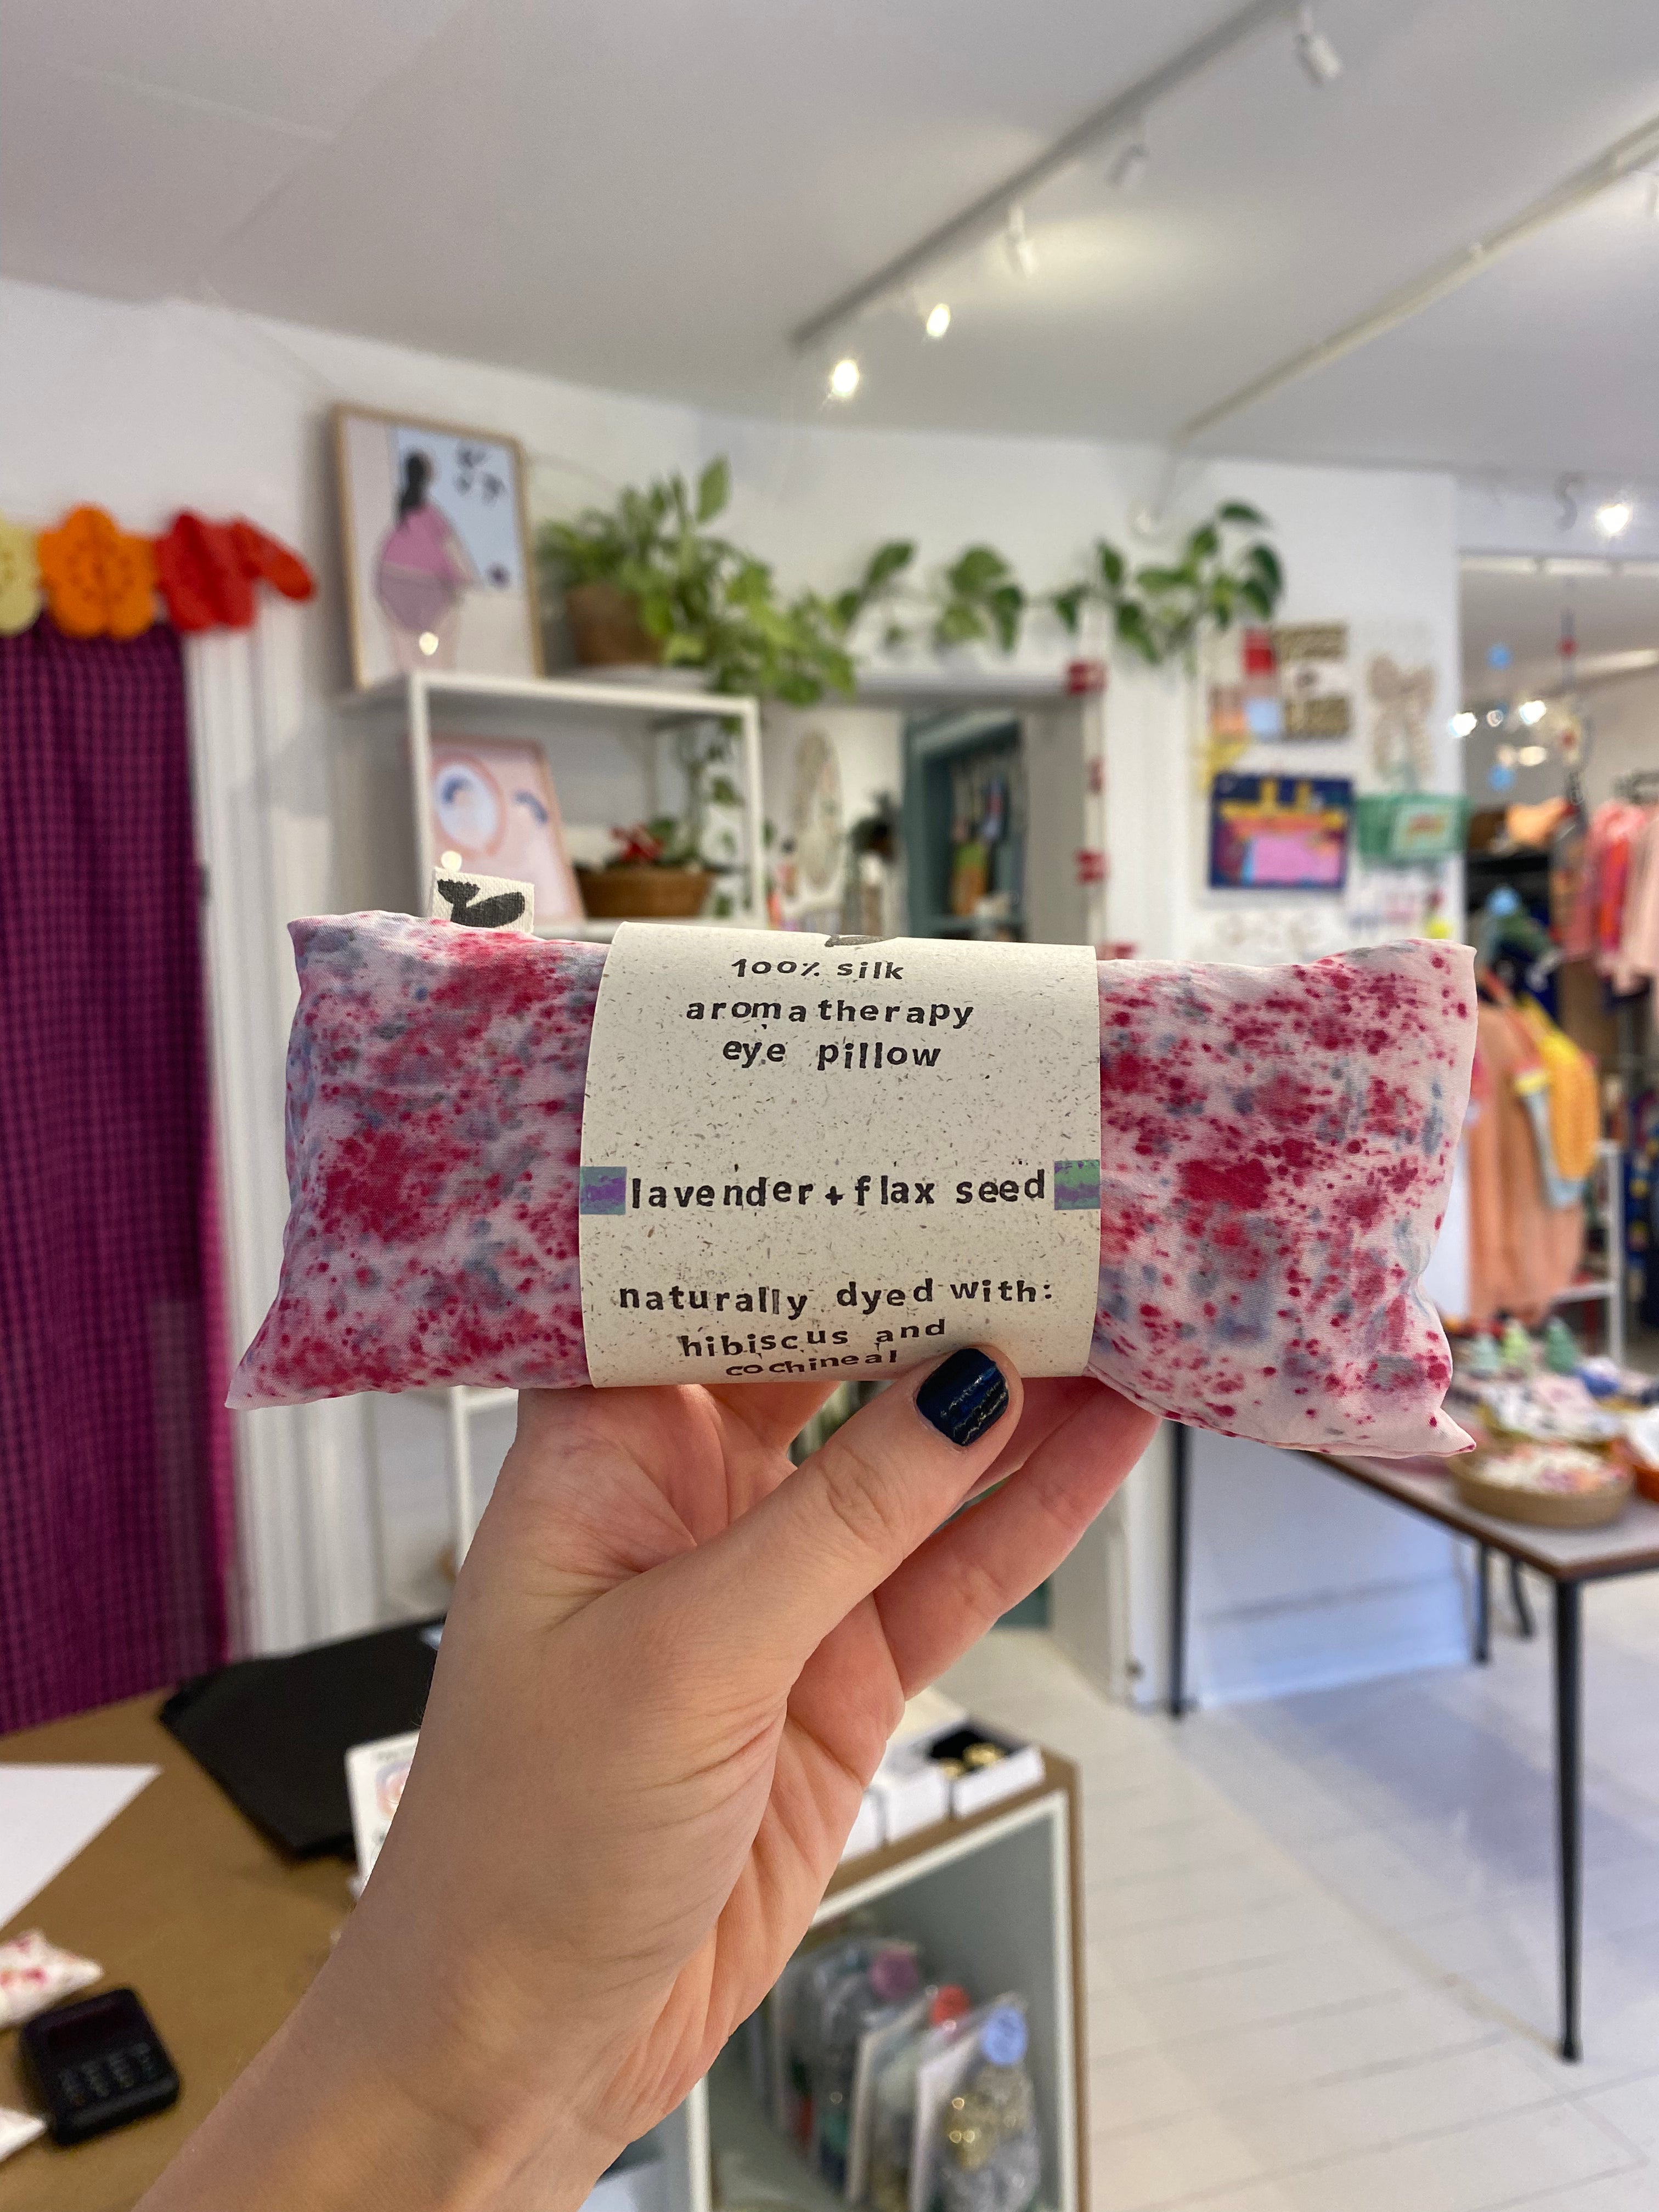 100% silk
aromatherapy
eye pillow
lavender + flax seed
naturally dyed with:
hibiscus and
cochineal